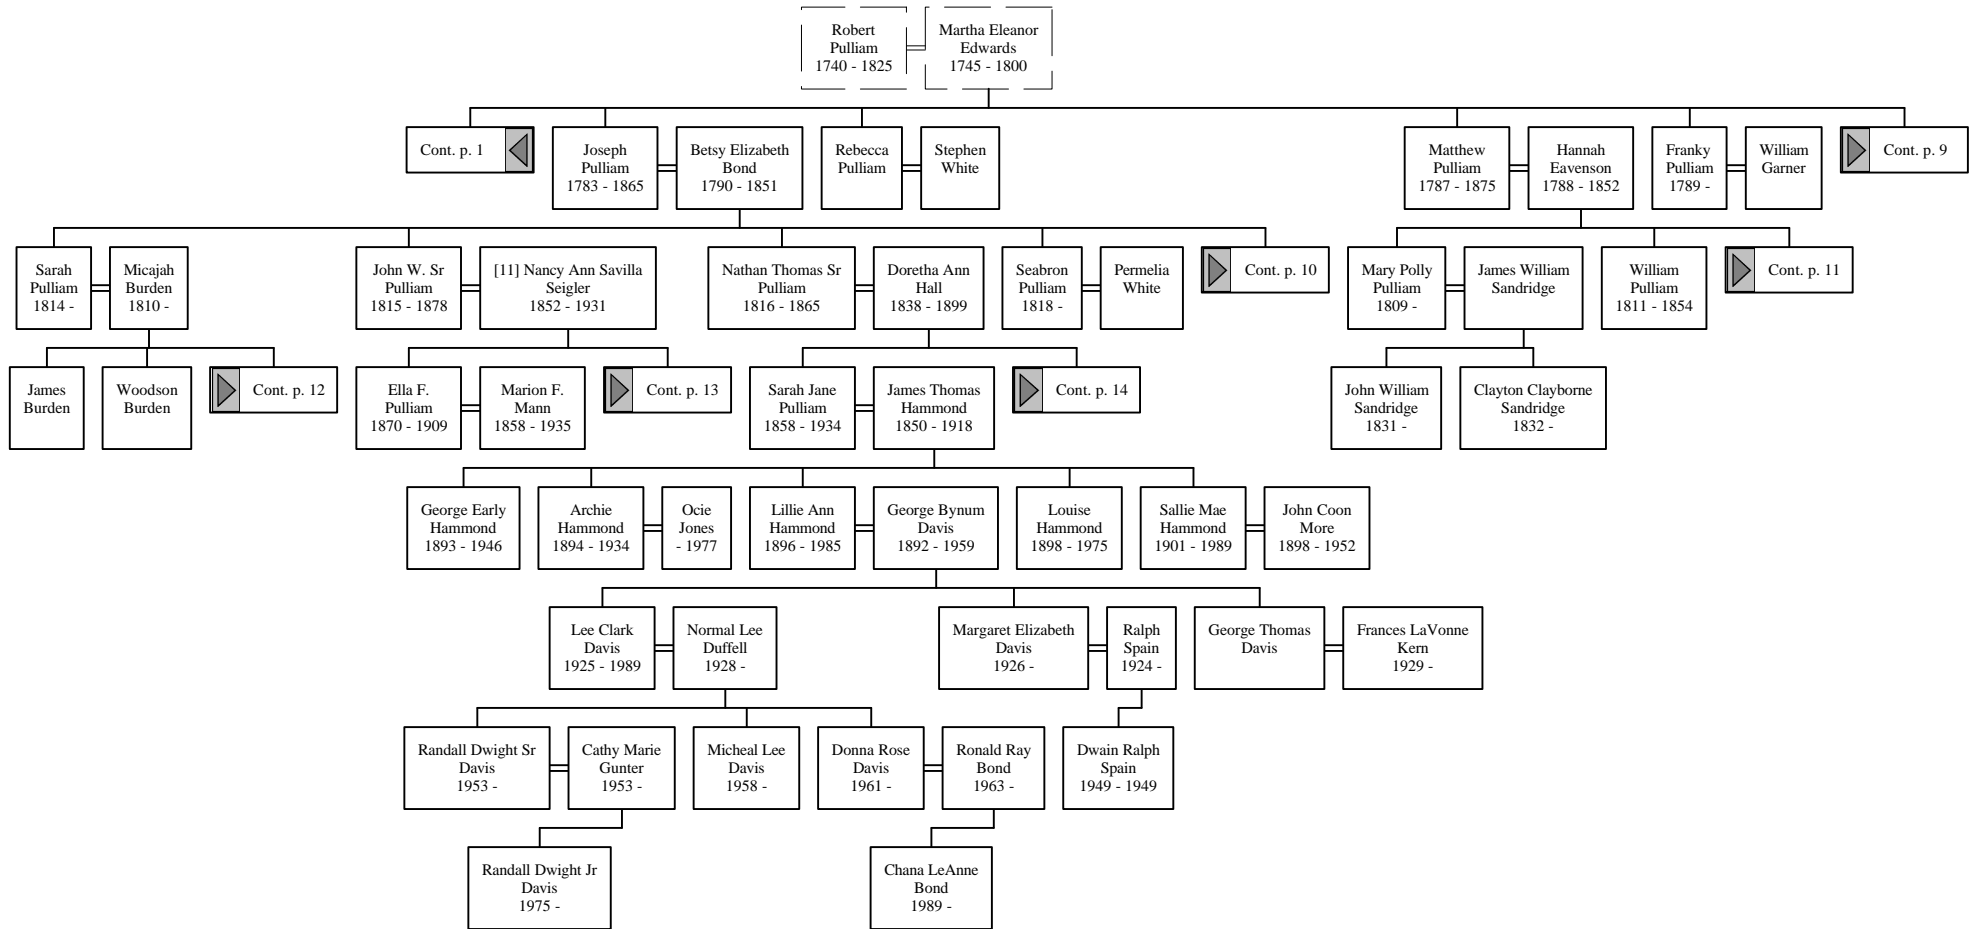 Robert
Pulliam
1740 - 1825
Martha Eleanor
Edwards
1745 - 1800
Cont. p. 1
Joseph
Pulliam
1783 - 1865
Betsy Elizabeth
Bond
1790 - 1851
Rebecca
Pulliam
Stephen
White
Matthew
Pulliam
1787 - 1875
Hannah
Eavenson
1788 - 1852
Franky
Pulliam
1789 -
William
Garner
Cont. p. 9
Sarah
Pulliam
1814 -
Micajah
Burden
1810 -
John W. Sr
Pulliam
1815 - 1878
[11] Nancy Ann Savilla
Seigler
1852 - 1931
Nathan Thomas Sr
Pulliam
1816 - 1865
Doretha Ann
Hall
1838 - 1899
Seabron
Pulliam
1818 -
Permelia
White
Cont. p. 10
Mary Polly
Pulliam
1809 -
James William
Sandridge
William
Pulliam
1811 - 1854
Cont. p. 11
James
Burden
Woodson
Burden
Cont. p. 12
Ella F.
Pulliam
1870 - 1909
Marion F.
Mann
1858 - 1935
Cont. p. 13
Sarah Jane
Pulliam
1858 - 1934
James Thomas
Hammond
1850 - 1918
Cont. p. 14
John William
Sandridge
1831 -
Clayton Clayborne
Sandridge
1832 -
George Early
Hammond
1893 - 1946
Archie
Hammond
1894 - 1934
Ocie
Jones
- 1977
Lillie Ann
Hammond
1896 - 1985
George Bynum
Davis
1892 - 1959
Louise
Hammond
1898 - 1975
Sallie Mae
Hammond
1901 - 1989
John Coon
More
1898 - 1952
Lee Clark
Davis
1925 - 1989
Normal Lee
Duffell
1928 -
Margaret Elizabeth
Davis
1926 -
Ralph
Spain
1924 -
George Thomas
Davis
Frances LaVonne
Kern
1929 -
Randall Dwight Sr
Davis
1953 -
Cathy Marie
Gunter
1953 -
Micheal Lee
Davis
1958 -
Donna Rose
Davis
1961 -
Ronald Ray
Bond
1963 -
Dwain Ralph
Spain
1949 - 1949
Randall Dwight Jr
Davis
1975 -
Chana LeAnne
Bond
1989 -